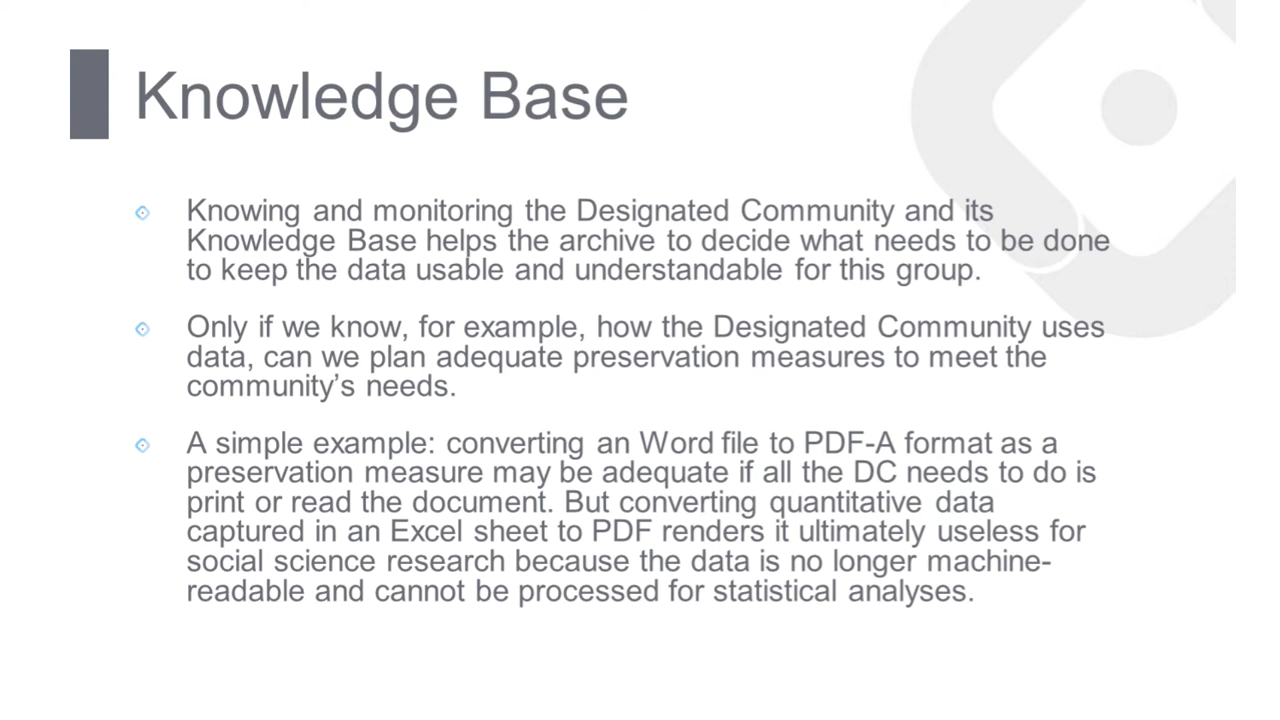 Knowledge Base
Knowing and monitoring the Designated Community and its
Knowledge Base helps the archive to decide what needs to be done
to keep the data usable and understandable for this group.
Only if we know, for example, how the Designated Community uses
data, can we plan adequate preservation measures to meet the
community’s needs.
A simple example: converting an Word file to PDF-A format as a
preservation measure may be adequate if all the DC needs to do is
print or read the document. But converting quantitative data
captured in an Excel sheet to PDF renders it ultimately useless for
social science research because the data is no longer machine-
readable and cannot be processed for statistical analyses.